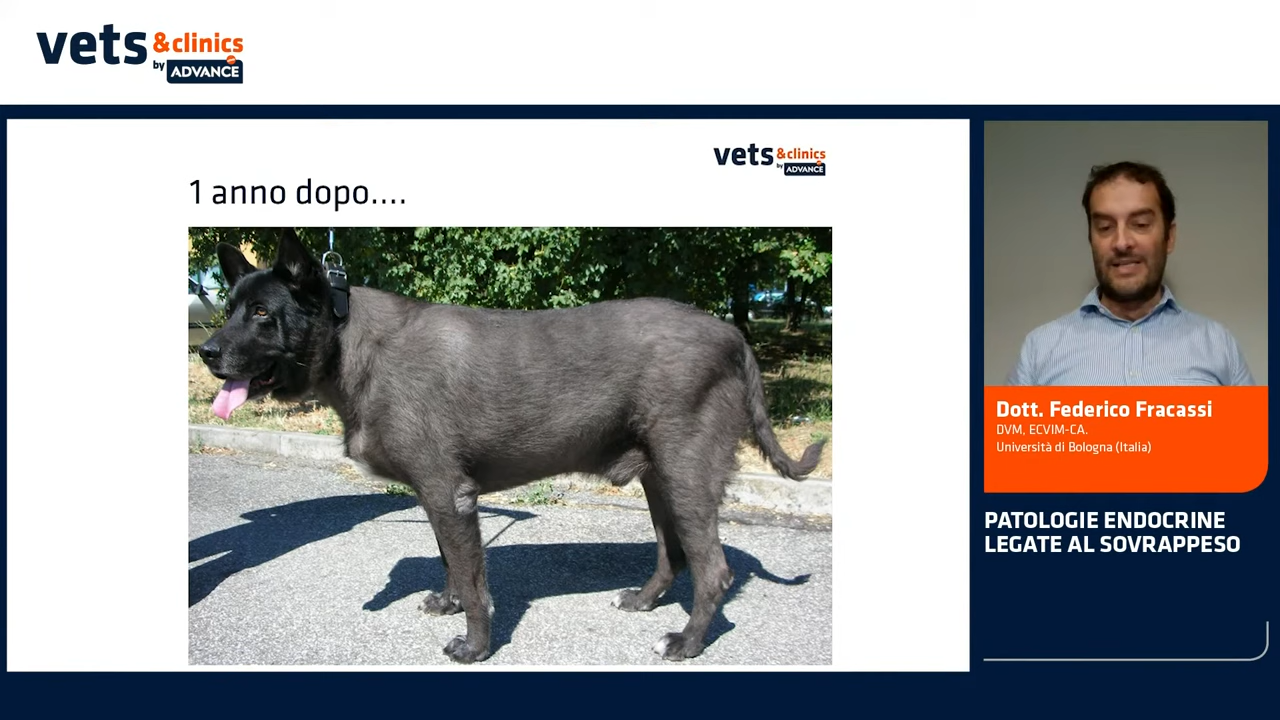 vets &clinics
by ADVANCE
vets &clinics
by ADVANCE
1 anno dopo....
Dott. Federico Fracassi
DVM, ECVIM-CA.
Università di Bologna (Italia)
PATOLOGIE ENDOCRINE
LEGATE AL SOVRAPPESO